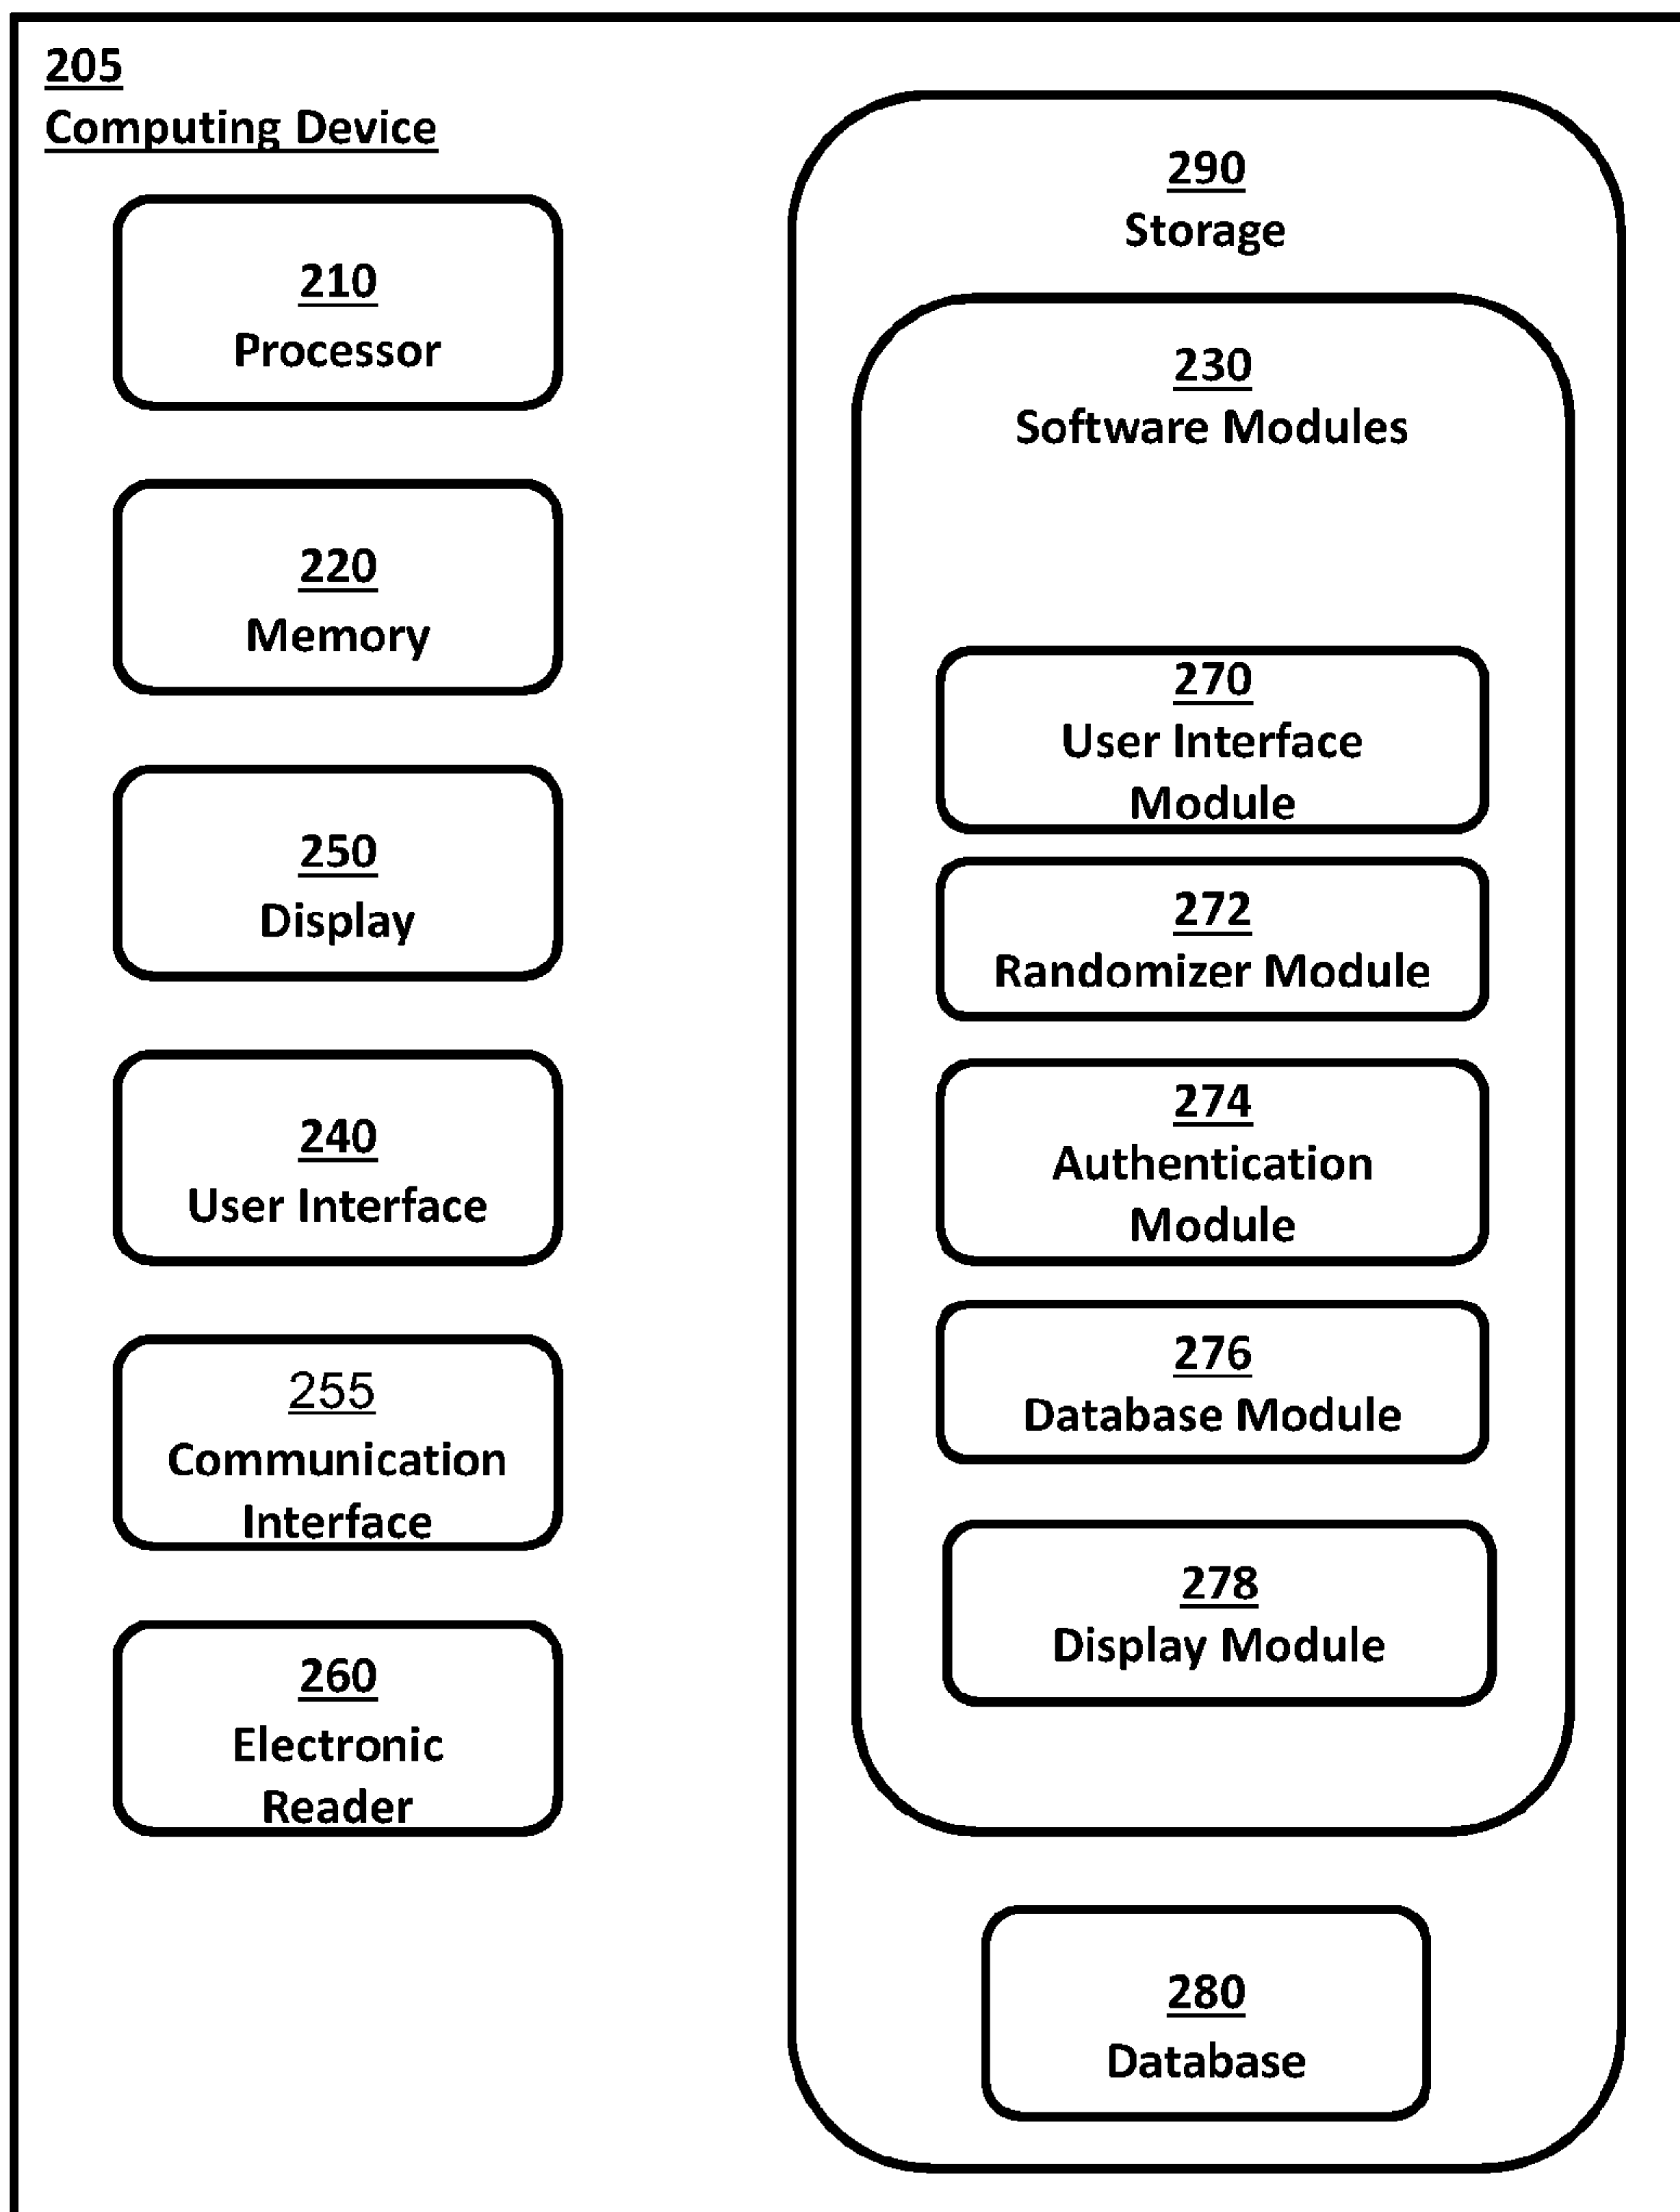 205
Computing Device
210
Processor
220
Memory
250
Display
240
User Interface
255
Communication
Interface
260
Electronic
Reader
290
Storage
230
Software Modules
270
User Interface
Module
272
Randomizer Module
274
Authentication
Module
276
Database Module
278
Display Module
280
Database